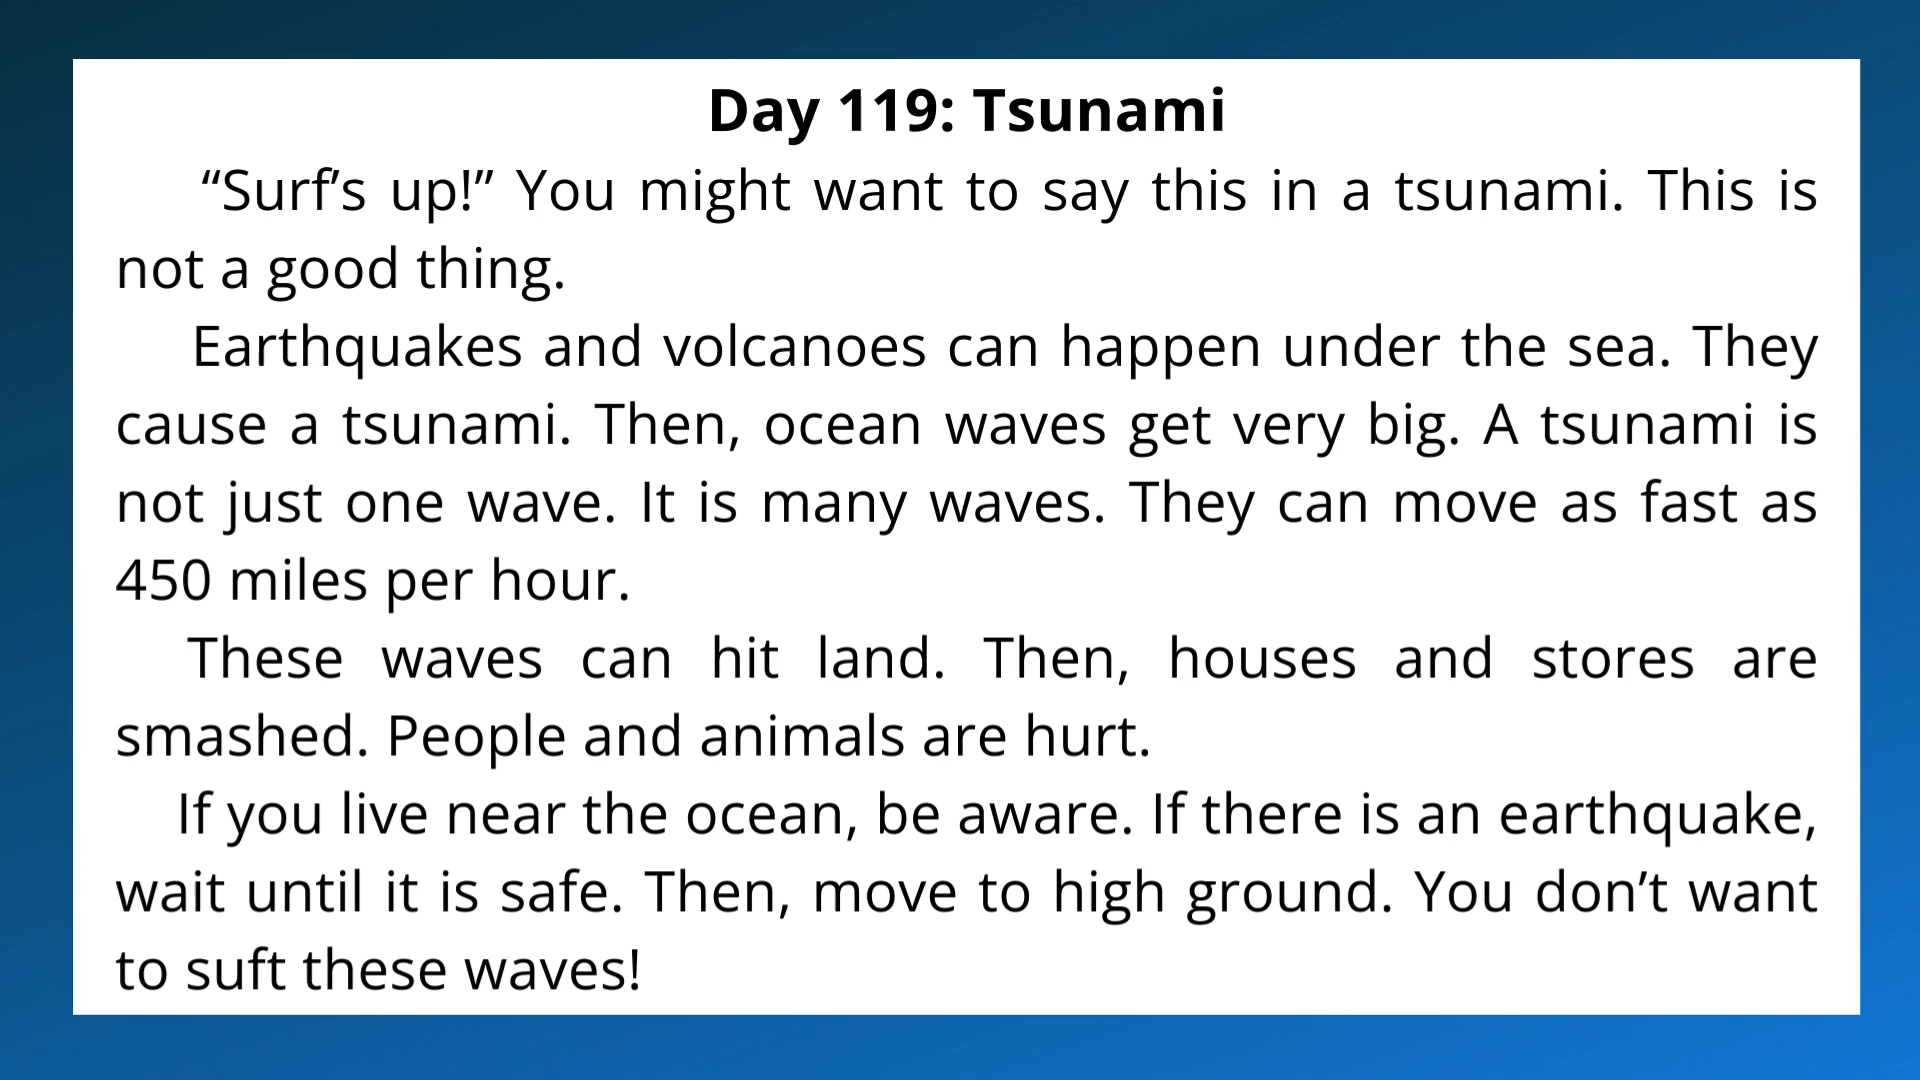 Day 119: Tsunami
“Surf’s up!” You might want to say this in a tsunami. This is
not a good thing.
Earthquakes and volcanoes can happen under the sea. They
cause a tsunami. Then, ocean waves get very big. A tsunami is
not just one wave. It is many waves. They can move as fast as
450 miles per hour.
These waves can hit land. Then, houses and stores are
smashed. People and animals are hurt.
If you live near the ocean, be aware. If there is an earthquake,
wait until it is safe. Then, move to high ground. You don’t want
to suft these waves!